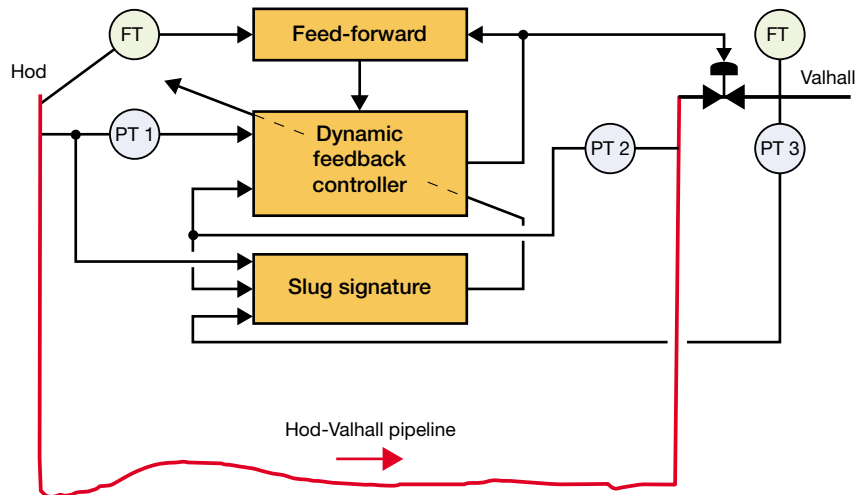 FT
Feed-forward
FT
Hod
Valhall
PT 1
Dynamic
feedback
controller
PT 2
PT 3
Slug signature
Hod-Valhall pipeline